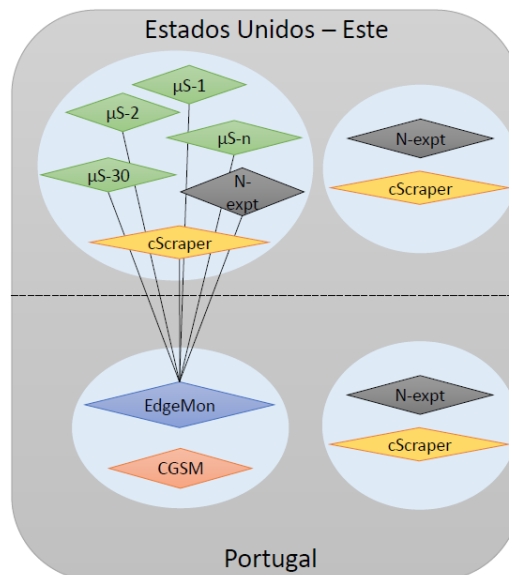 Estados Unidos – Este
µS-1
µS-2
µS-n
µS-30
N-
expt
cScraper
N-expt
cScraper
EdgeMon
CGSM
N-expt
cScraper
Portugal